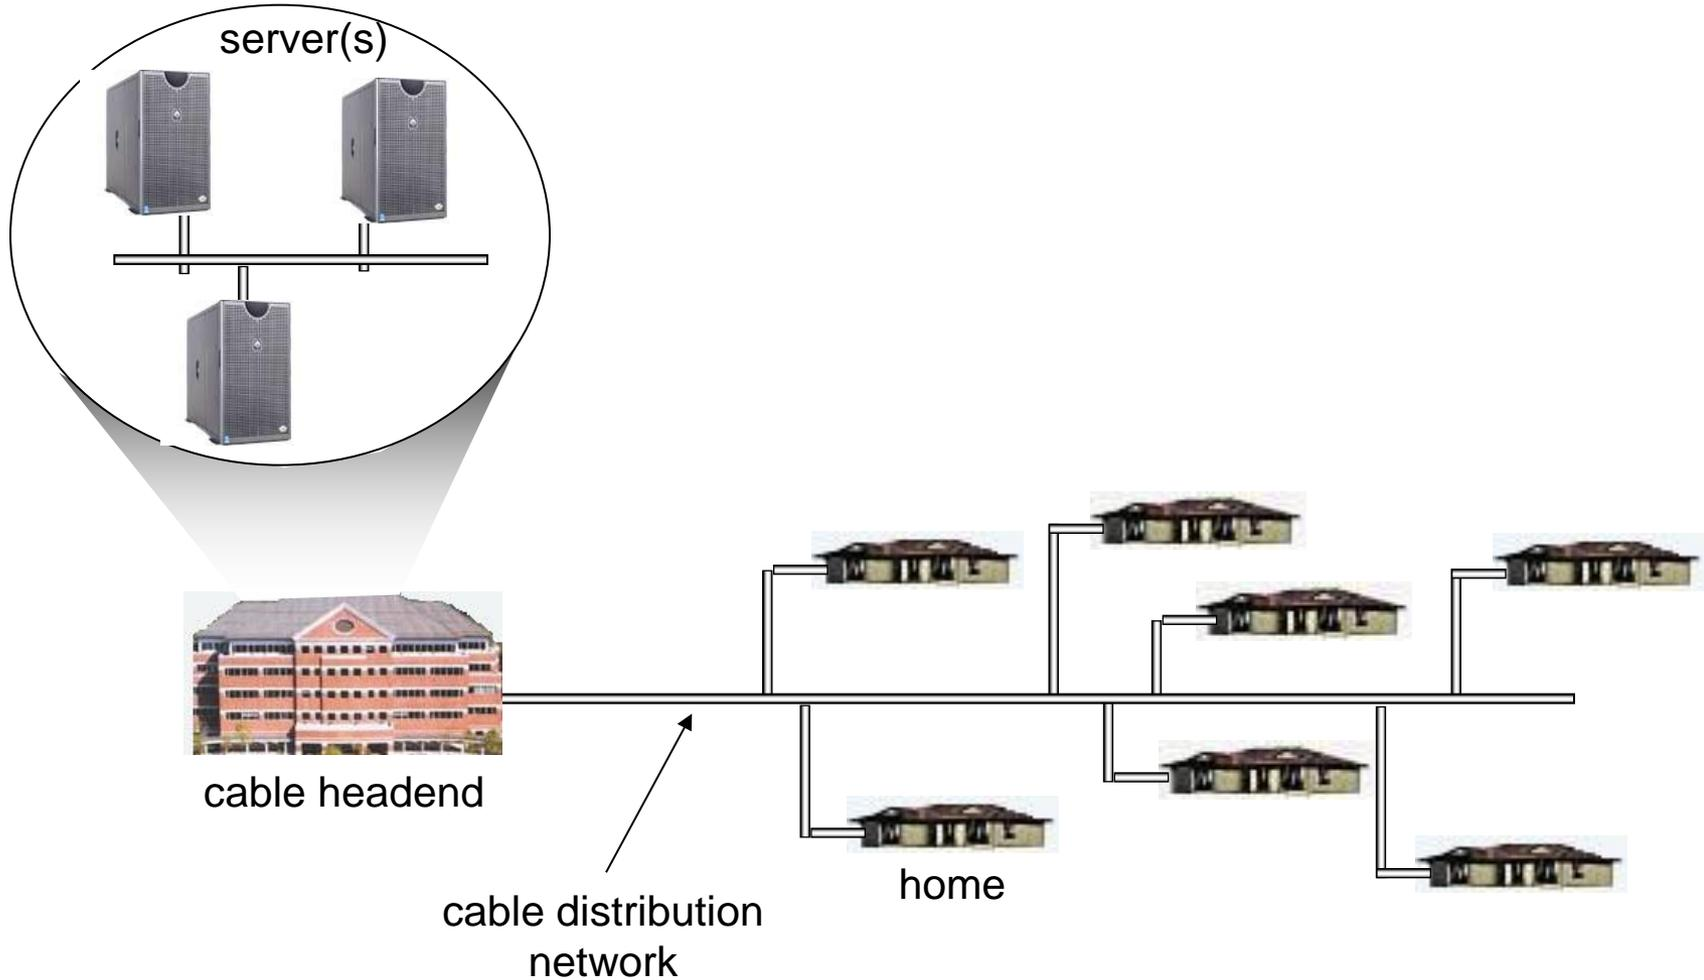 server(s)
cable headend
home
cable distribution
network